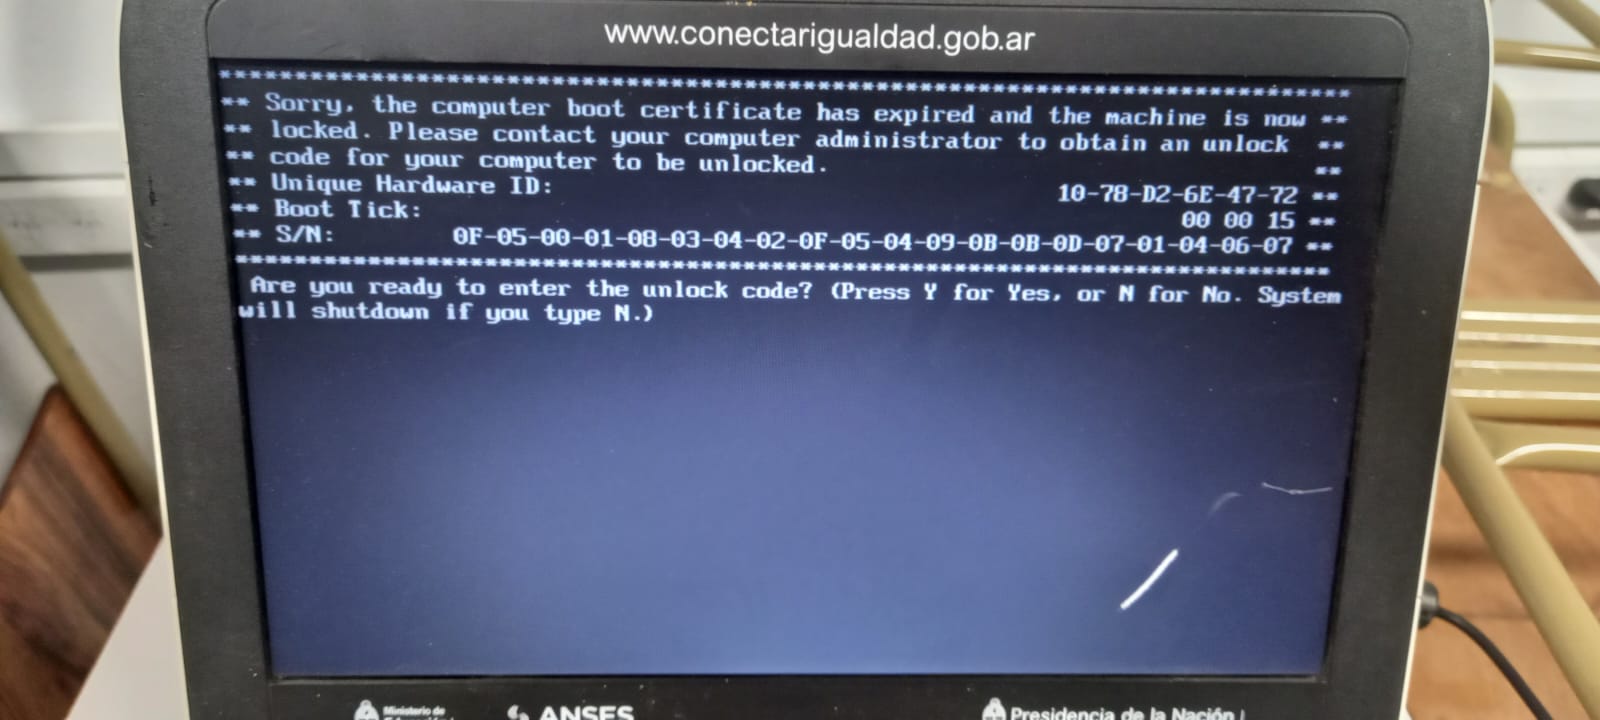 www.conectarigualdad.gob.ar
********************************************************************************
** Sorry, the computer boot certificate has expired and the machine is now **
** locked. Please contact your computer administrator to obtain an unlock **
** code for your computer to be unlocked. **
** Unique Hardware ID: 10-78-D2-6E-47-72 **
** Boot Tick: 00 00 15 **
** S/N: 0F-05-00-01-08-03-04-02-0F-05-04-09-0B-0B-0D-07-01-04-06-07 **
********************************************************************************
Are you ready to enter the unlock code? (Press Y for Yes, or N for No. System
will shutdown if you type N.)
Ministerio de
ANSES
Presidencia de la Nación